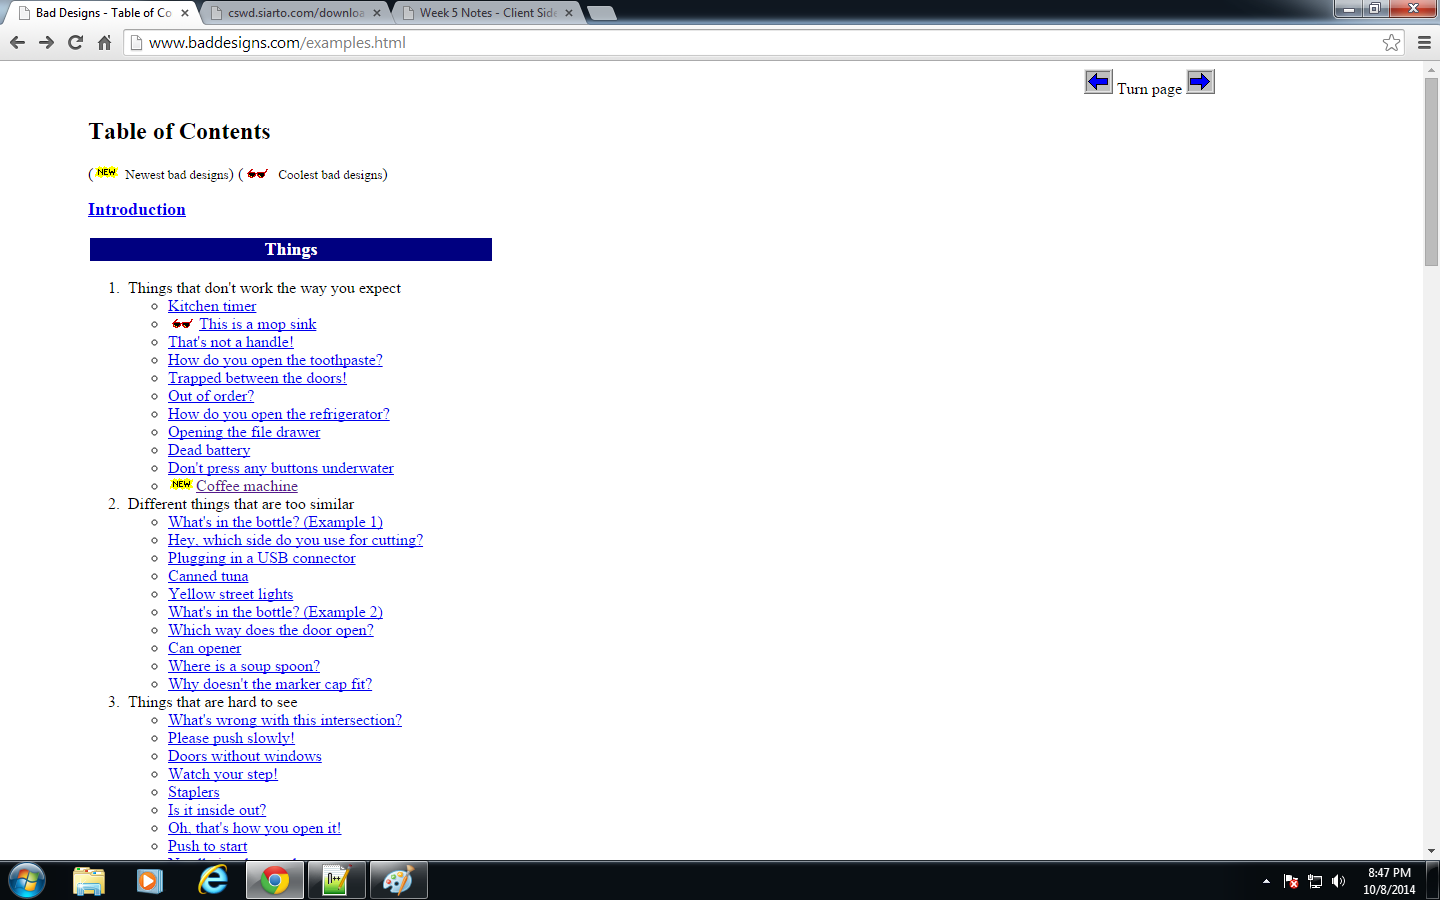 Bad Designs - Table of Co
cswd.siarto.com/downloa
Week 5 Notes - Client Side
www.baddesigns.com/examples.html
Turn page
Table of Contents
(NEW Newest bad designs) ( Coolest bad designs)
Introduction
Things
1. Things that don't work the way you expect
Kitchen timer
This is a mop sink
That's not a handle!
How do you open the toothpaste?
Trapped between the doors!
Out of order?
How do you open the refrigerator?
Opening the file drawer
Dead battery
Don't press any buttons underwater
NEW Coffee machine
2. Different things that are too similar
What's in the bottle? (Example 1)
Hey, which side do you use for cutting?
Plugging in a USB connector
Canned tuna
Yellow street lights
What's in the bottle? (Example 2)
Which way does the door open?
Can opener
Where is a soup spoon?
Why doesn't the marker cap fit?
3. Things that are hard to see
What's wrong with this intersection?
Please push slowly!
Doors without windows
Watch your step!
Staplers
Is it inside out?
Oh, that's how you open it!
Push to start
8:47 PM
10/8/2014